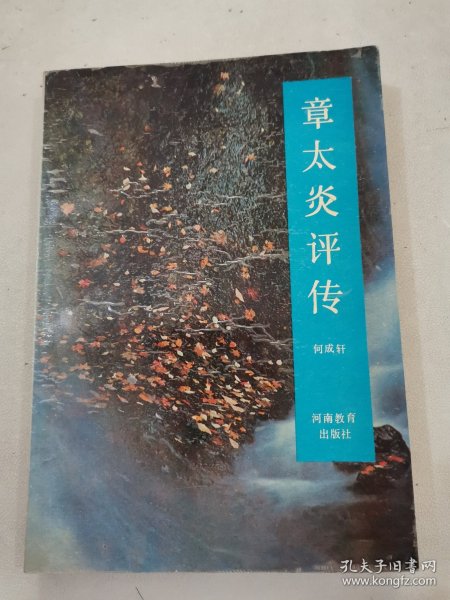 章太炎评传
何成轩
河南教育
出版社
孔夫子旧书网
www.kongfz.com